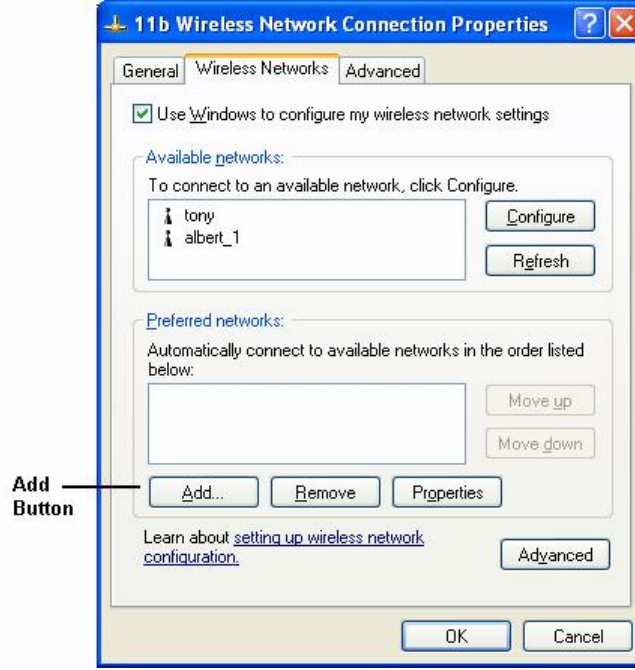 11b Wireless Network Connection Properties
General Wireless Networks Advanced
Use Windows to configure my wireless network settings
Available networks:
To connect to an available network, click Configure.
tony
albert_1
Configure
Refresh
Preferred networks:
Automatically connect to available networks in the order listed
below:
Move up
Move down
Add
Button
Add... Remove Properties
Learn about setting up wireless network
configuration.
Advanced
OK Cancel